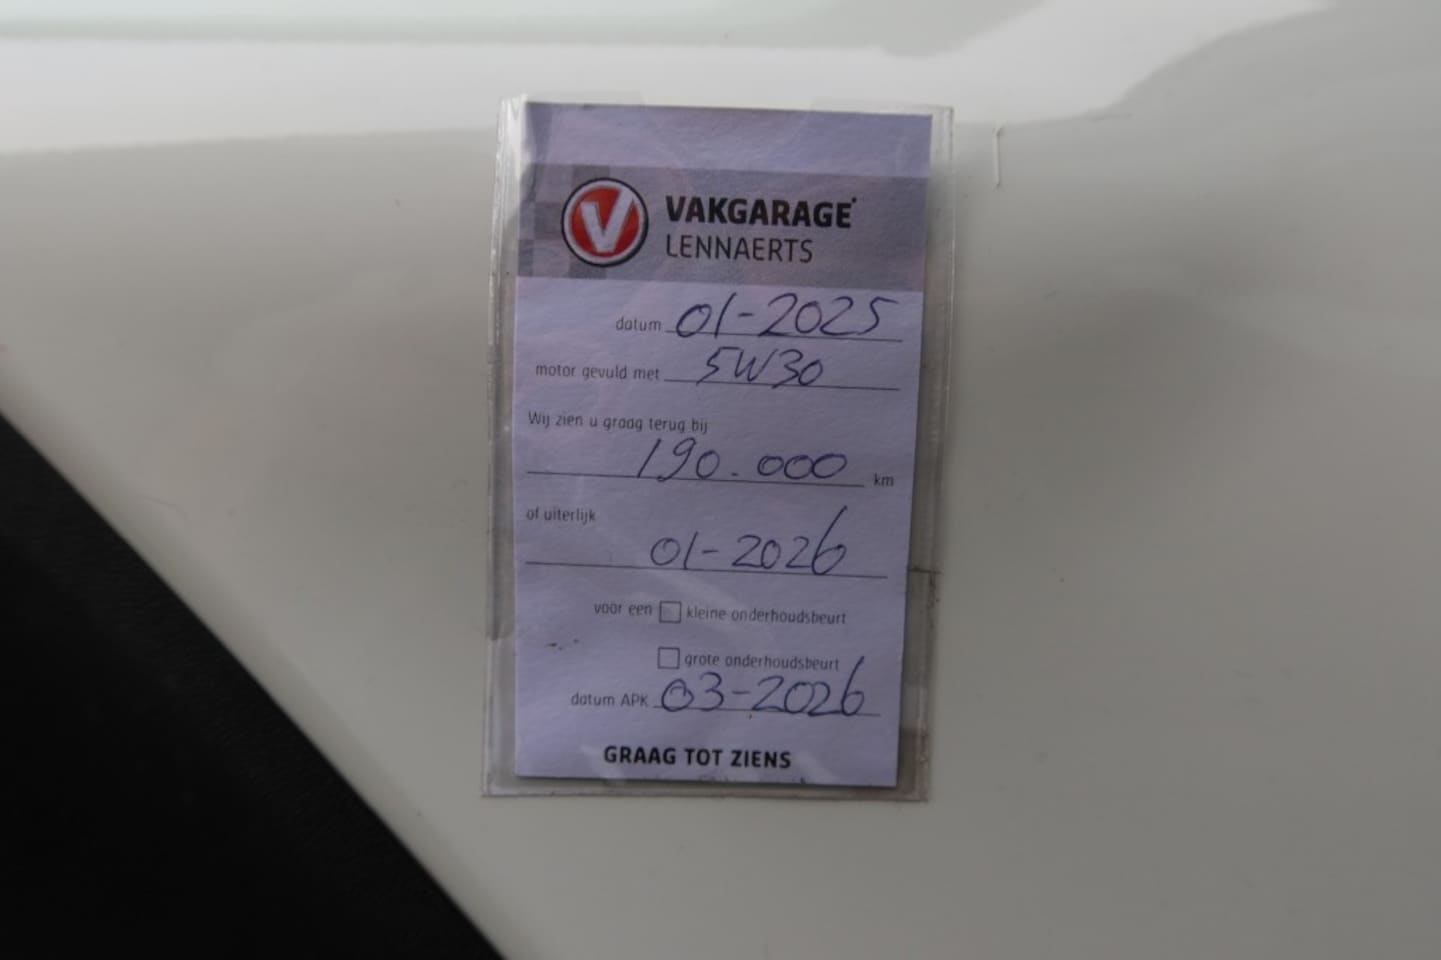 V
VAKGARAGE
LENNAERTS
datum 01-2025
motor gevuld met 5W30
Wij zien u graag terug bij
190.000 km
of uiterlijk
01-2026
voor een kleine onderhoudsbeurt
grote onderhoudsbeurt
datum APK 03-2026
GRAAG TOT ZIENS